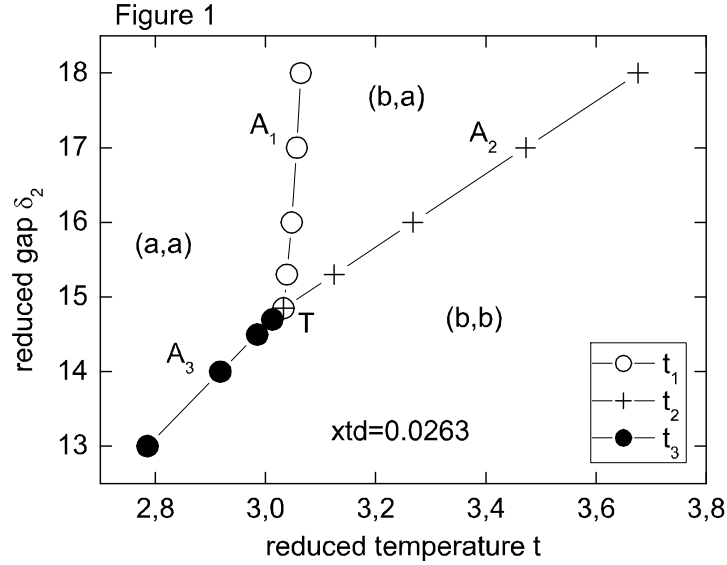 Figure 1
18
17
16
15
14
13
reduced gap δ₂
A₁
(b,a)
A₂
(a,a)
T
(b,b)
A₃
xtd=0.0263
t₁
t₂
t₃
2,8 3,0 3,2 3,4 3,6 3,8
reduced temperature t